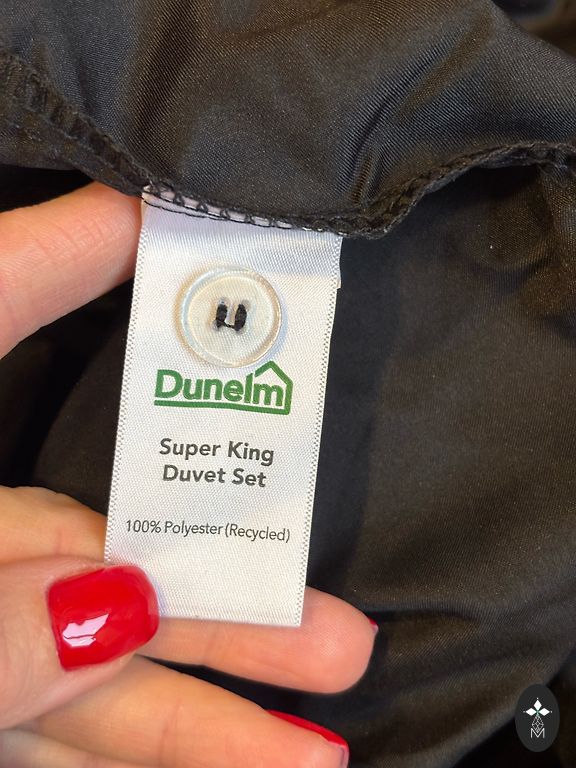 Dunelm
Super King
Duvet Set
100% Polyester (Recycled)
M